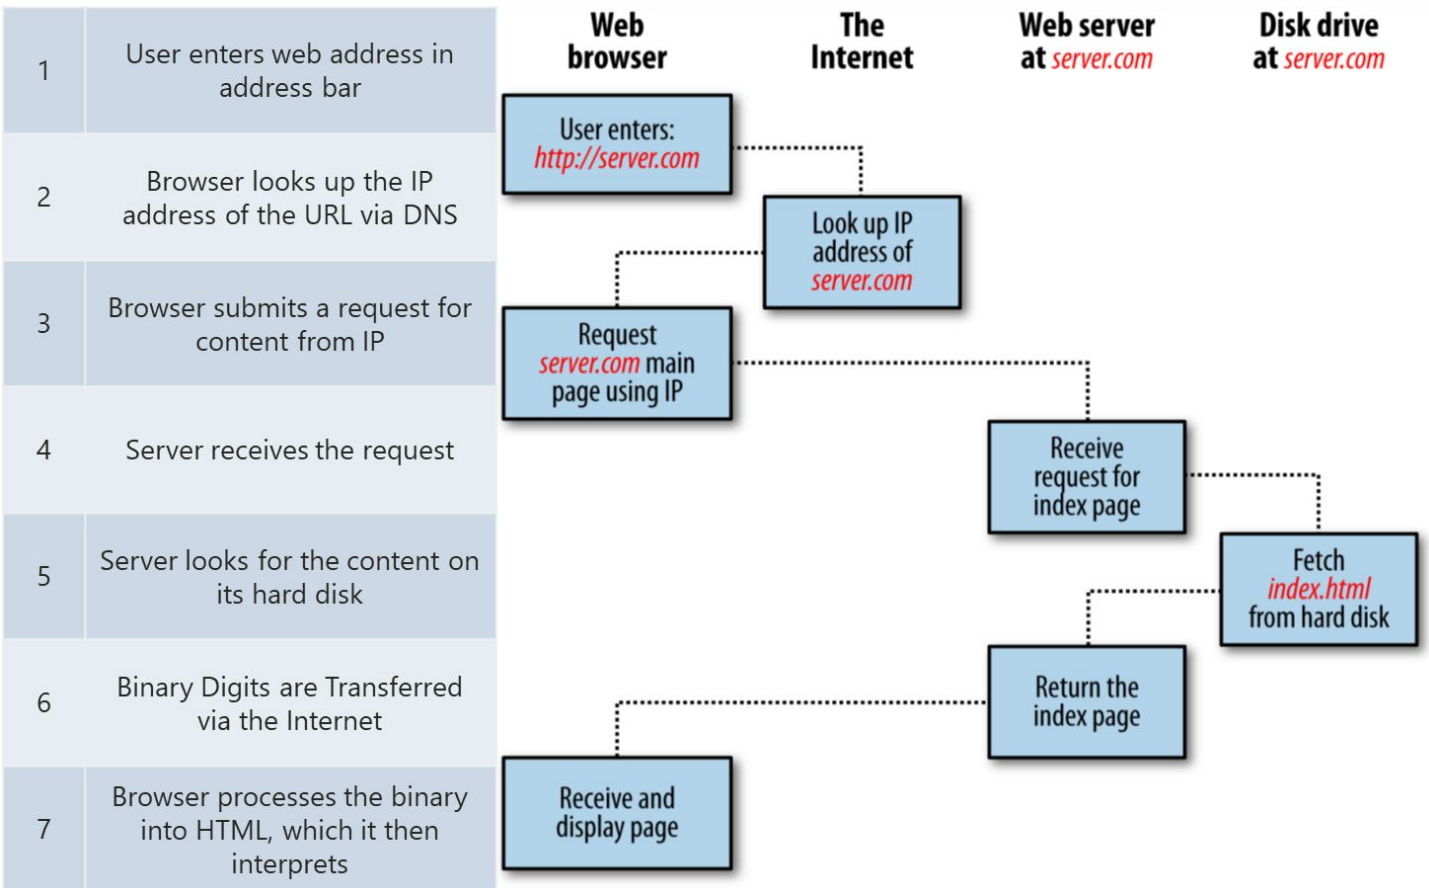 1
User enters web address in
address bar
2
Browser looks up the IP
address of the URL via DNS
3
Browser submits a request for
content from IP
4
Server receives the request
5
Server looks for the content on
its hard disk
6
Binary Digits are Transferred
via the Internet
7
Browser processes the binary
into HTML, which it then
interprets
Web
browser
The
Internet
Web server
at server.com
Disk drive
at server.com
User enters:
http://server.com
Look up IP
address of
server.com
Request
server.com main
page using IP
Receive
request for
index page
Fetch
index.html
from hard disk
Return the
index page
Receive and
display page